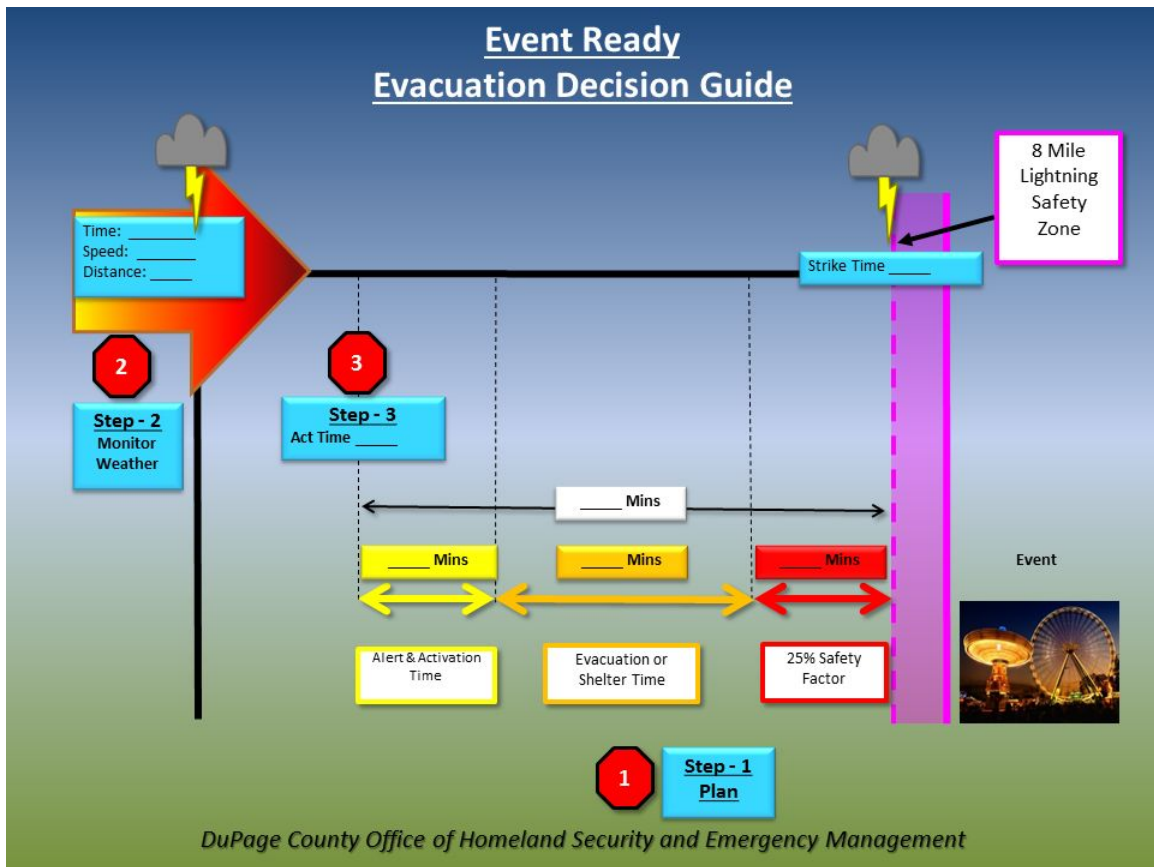 Event Ready
Evacuation Decision Guide
8 Mile
Lightning
Safety
Zone
Time: ________
Speed: _______
Distance: _____
Strike Time _____
2
Step - 2
Monitor
Weather
3
Step - 3
Act Time _____
_____ Mins
_____ Mins
_____ Mins
_____ Mins
Event
Alert & Activation
Time
Evacuation or
Shelter Time
25% Safety
Factor
1
Step - 1
Plan
DuPage County Office of Homeland Security and Emergency Management